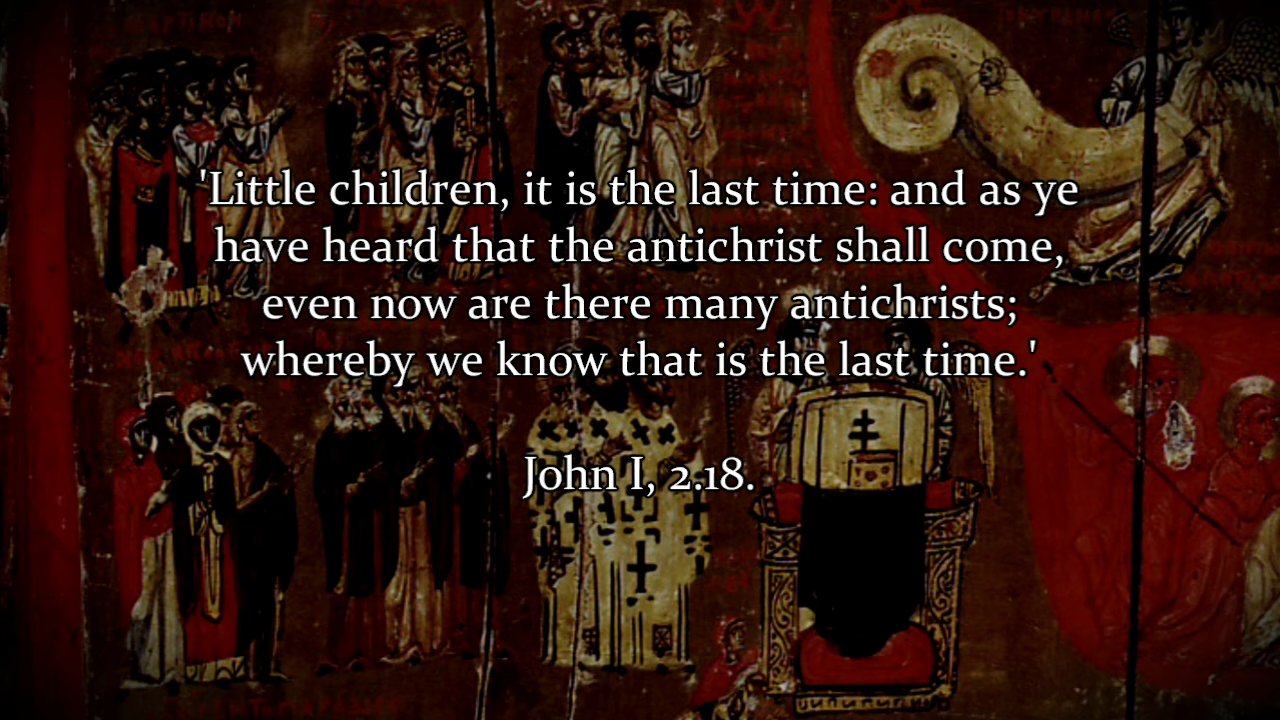 'Little children, it is the last time: and as ye
have heard that the antichrist shall come,
even now are there many antichrists;
whereby we know that is the last time.'
John I, 2.18.